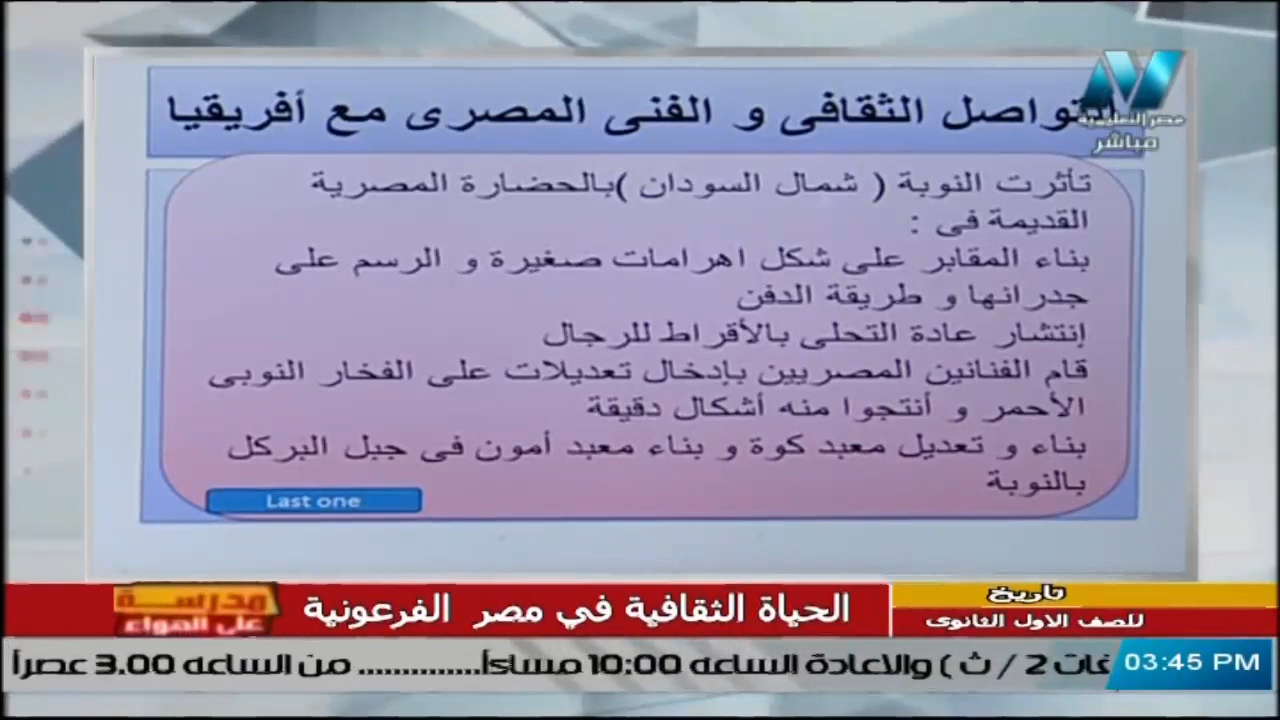 التواصل الثقافى و الفنى المصرى مع أفريقيا
مصر التعليمية
مباشر
تأثرت النوبة ( شمال السودان )بالحضارة المصرية
القديمة فى :
بناء المقابر على شكل اهرامات صغيرة و الرسم على
جدرانها و طريقة الدفن
إنتشار عادة التحلى بالأقراط للرجال
قام الفنانين المصريين بإدخال تعديلات على الفخار النوبى
الأحمر و أنتجوا منه أشكال دقيقة
بناء و تعديل معبد كوة و بناء معبد أمون فى جبل البركل
بالنوبة
Last one
تاريخ
للصف الاول الثانوى
الحياة الثقافية في مصر الفرعونية
مدرسة
على الهواء
03:45 PM
2 / ث ) والاعادة الساعه 10:00 مساءاً............ من الساعه 3.00 عصراً